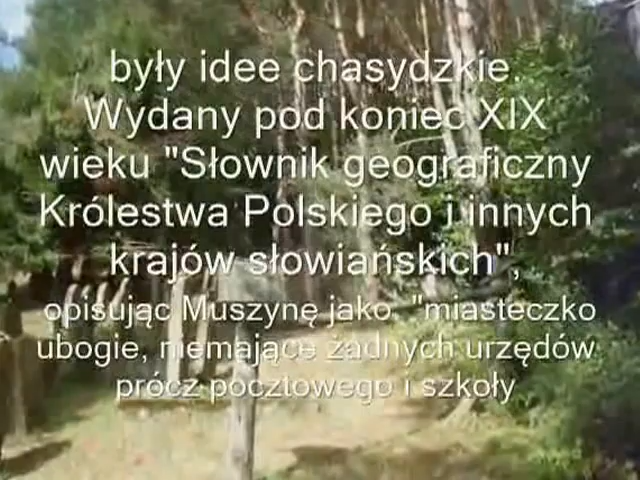 były idee chasydzkie.
Wydany pod koniec XIX
wieku "Słownik geograficzny
Królestwa Polskiego i innych
krajów słowiańskich",
opisując Muszynę jako "miasteczko
ubogie, niemające żadnych urzędów
prócz pocztowego i szkoły